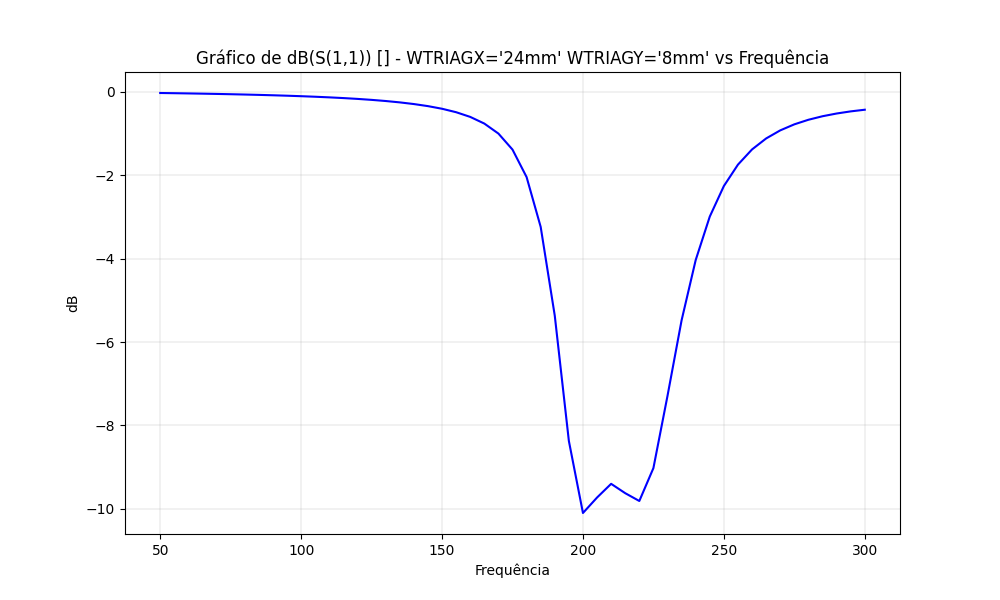 Gráfico de dB(S(1,1)) [] - WTRIAGX='24mm' WTRIAGY='8mm' vs Frequência
0
−2
−4
−6
−8
−10
dB
50 100 150 200 250 300
Frequência